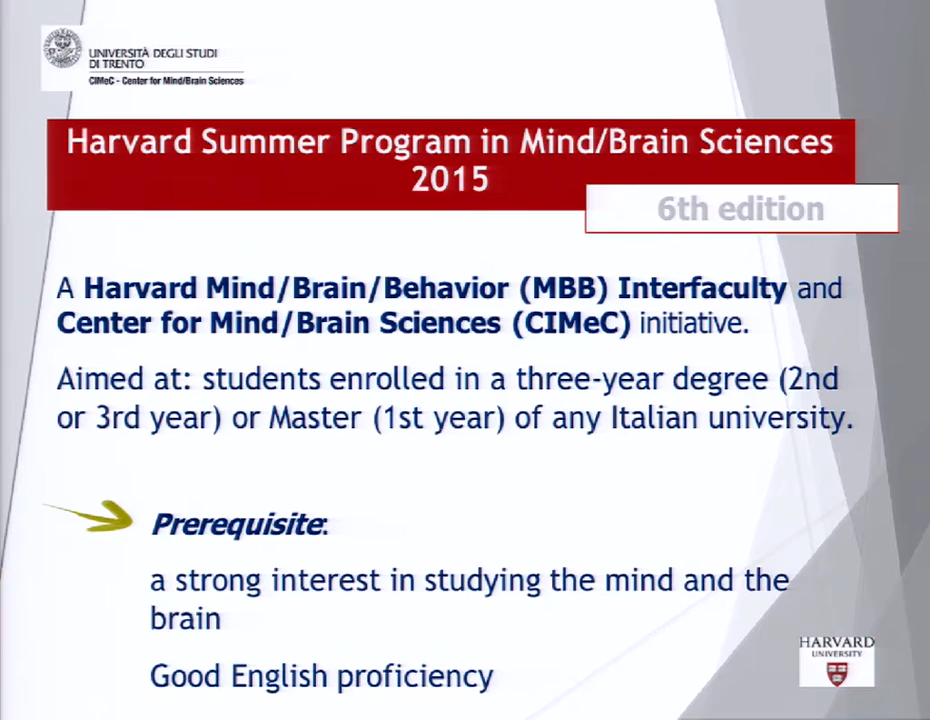 UNIVERSITÀ DEGLI STUDI
DI TRENTO
CIMeC - Center for Mind/Brain Sciences
Harvard Summer Program in Mind/Brain Sciences
2015
6th edition
A Harvard Mind/Brain/Behavior (MBB) Interfaculty and
Center for Mind/Brain Sciences (CIMeC) initiative.
Aimed at: students enrolled in a three-year degree (2nd
or 3rd year) or Master (1st year) of any Italian university.
Prerequisite:
a strong interest in studying the mind and the
brain
Good English proficiency
HARVARD
UNIVERSITY